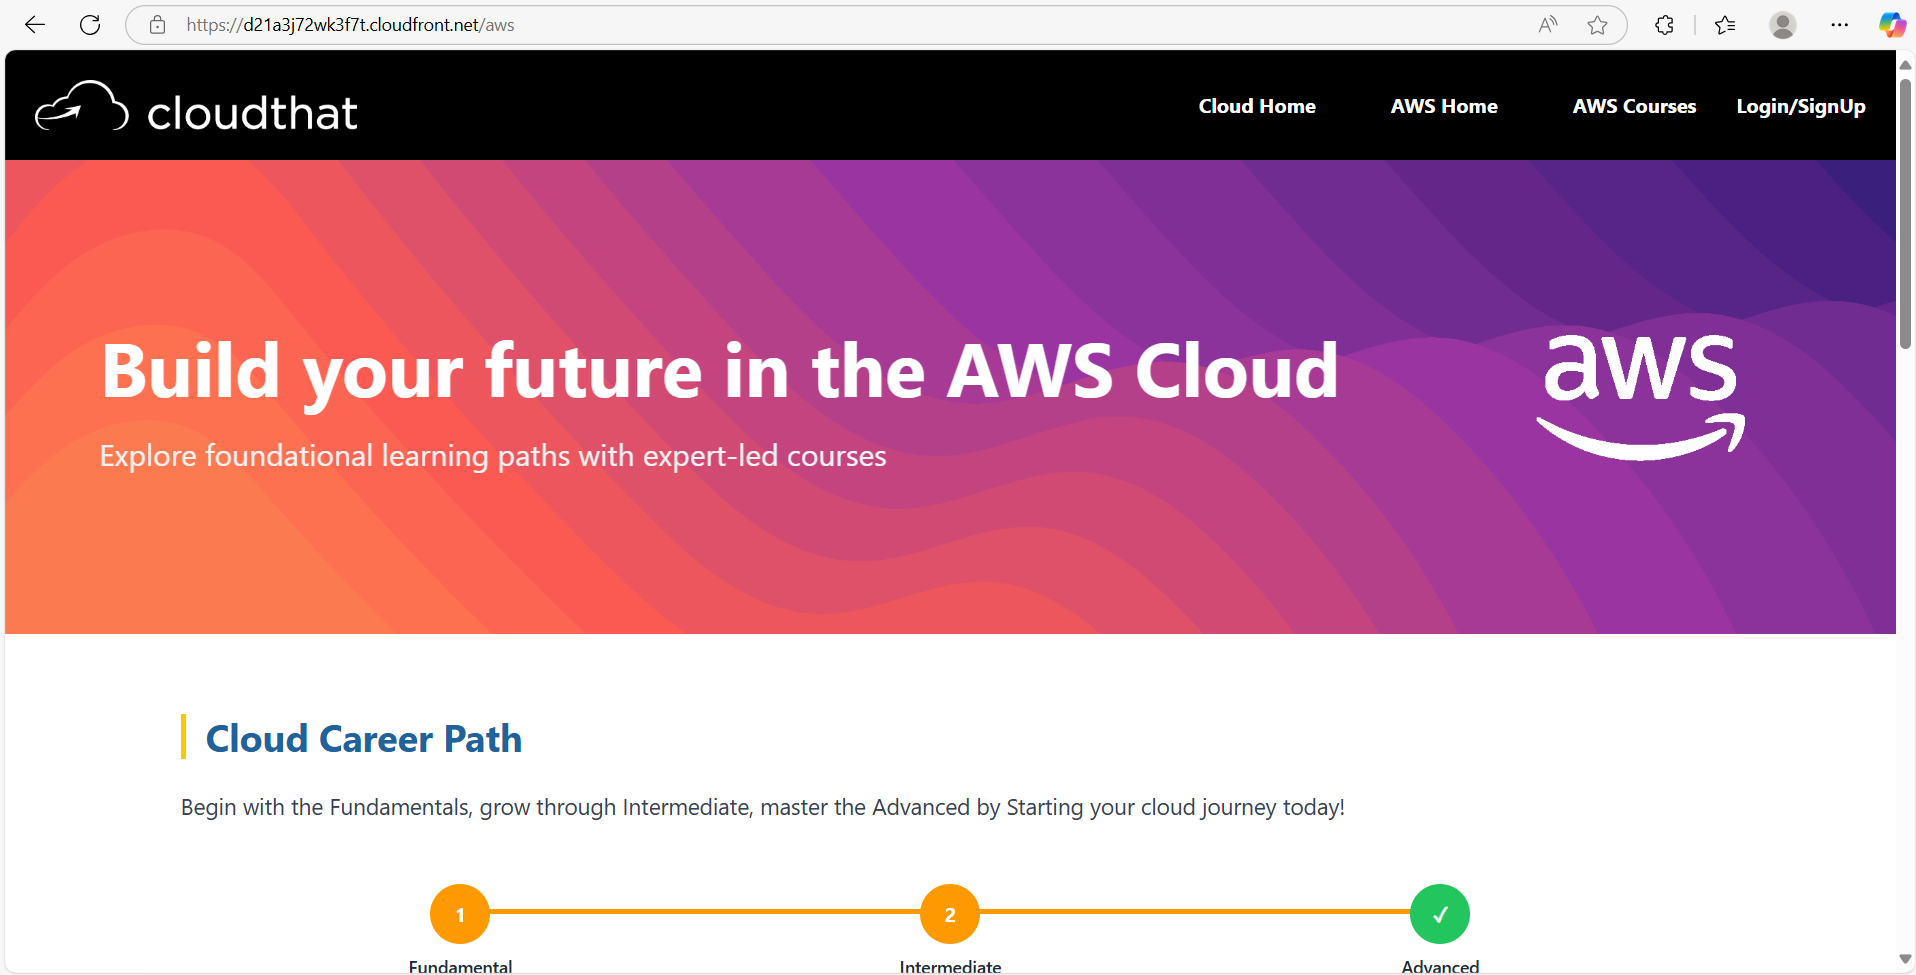 https://d21a3j72wk3f7t.cloudfront.net/aws
cloudthat
Cloud Home
AWS Home
AWS Courses
Login/SignUp
Build your future in the AWS Cloud
aws
Explore foundational learning paths with expert-led courses
Cloud Career Path
Begin with the Fundamentals, grow through Intermediate, master the Advanced by Starting your cloud journey today!
1
2
✓
Fundamental
Intermediate
Advanced